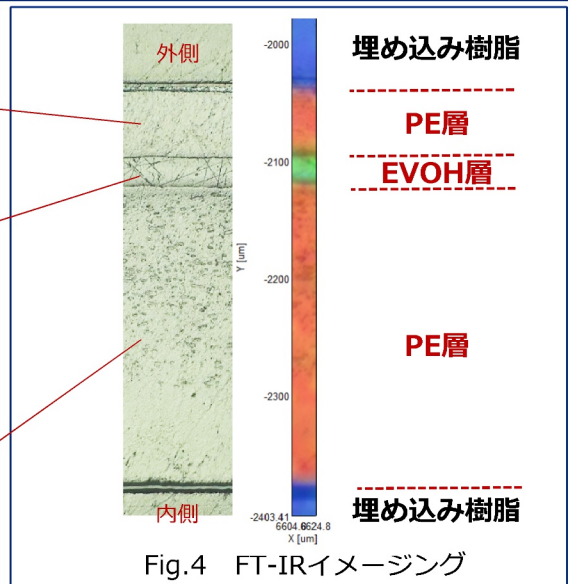 外側
内側
Y [um]
-2000
-2100
-2200
-2300
-2403.41
6604.8
6624.8
X [um]
埋め込み樹脂
PE層
EVOH層
PE層
埋め込み樹脂
Fig.4 FT-IRイメージング